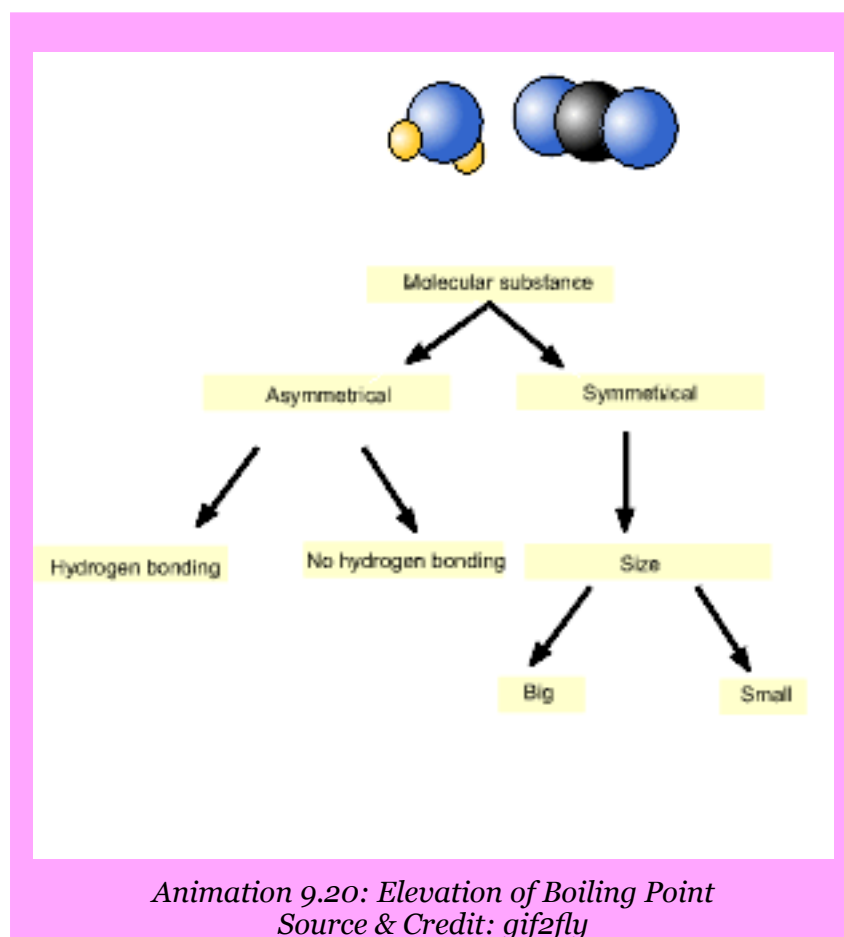 Molecular substance
Asymmetrical
Symmetrical
Hydrogen bonding
No hydrogen bonding
Size
Big
Small
Animation 9.20: Elevation of Boiling Point
Source & Credit: gif2fly